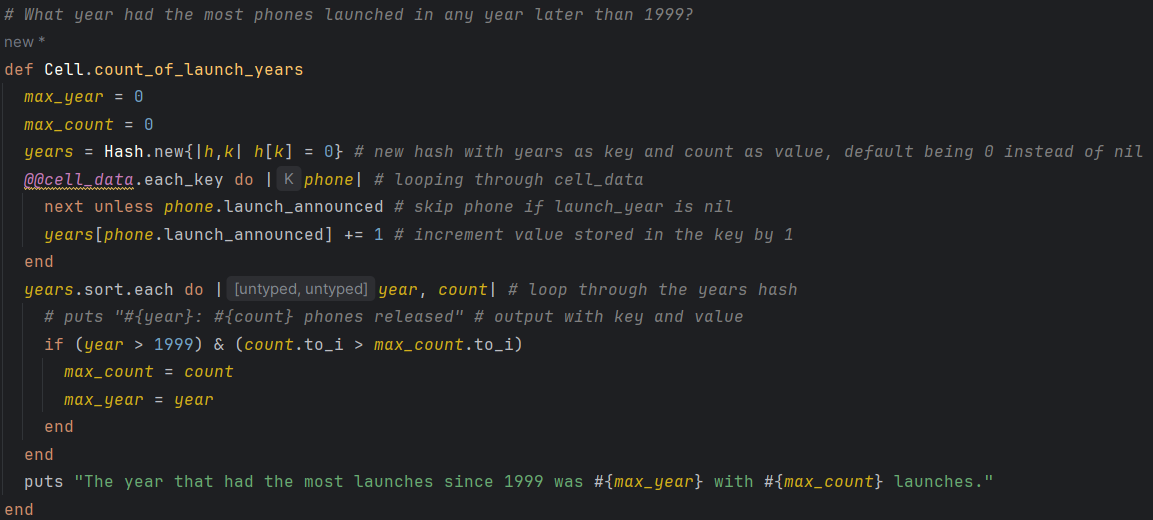 # What year had the most phones launched in any year later than 1999?
new *
def Cell.count_of_launch_years
  max_year = 0
  max_count = 0
  years = Hash.new{|h,k| h[k] = 0} # new hash with years as key and count as value, default being 0 instead of nil
  @@cell_data.each_key do | K phone| # looping through cell_data
    next unless phone.launch_announced # skip phone if launch_year is nil
    years[phone.launch_announced] += 1 # increment value stored in the key by 1
  end
  years.sort.each do | [untyped, untyped] year, count| # loop through the years hash
    # puts "#{year}: #{count} phones released" # output with key and value
    if (year > 1999) & (count.to_i > max_count.to_i)
      max_count = count
      max_year = year
    end
  end
  puts "The year that had the most launches since 1999 was #{max_year} with #{max_count} launches."
end